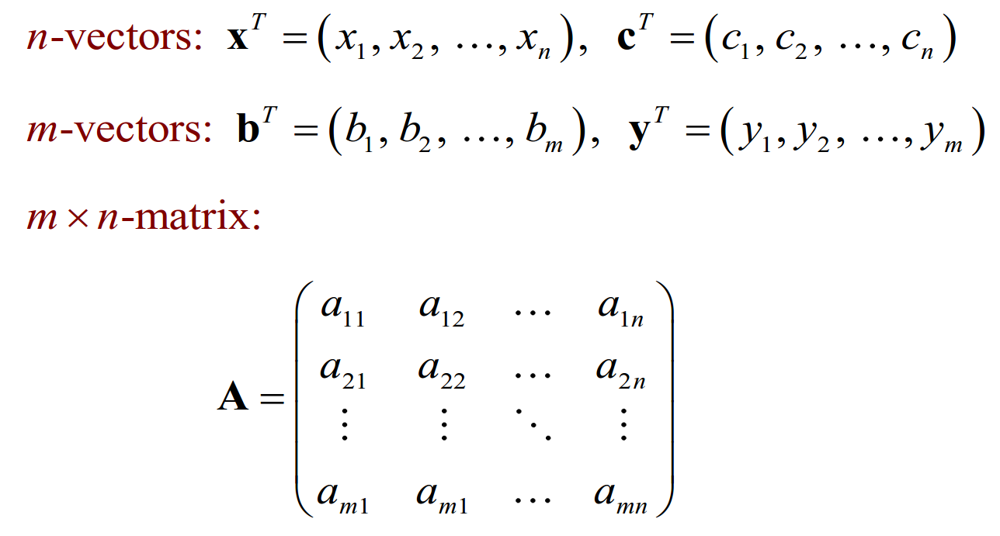 n-vectors: x^T = (x_1, x_2, …, x_n), c^T = (c_1, c_2, …, c_n)
m-vectors: b^T = (b_1, b_2, …, b_m), y^T = (y_1, y_2, …, y_m)
m × n-matrix:
a_11 a_12 … a_1n
a_21 a_22 … a_2n
A = ⋮ ⋮ ⋱ ⋮
a_m1 a_m1 … a_mn